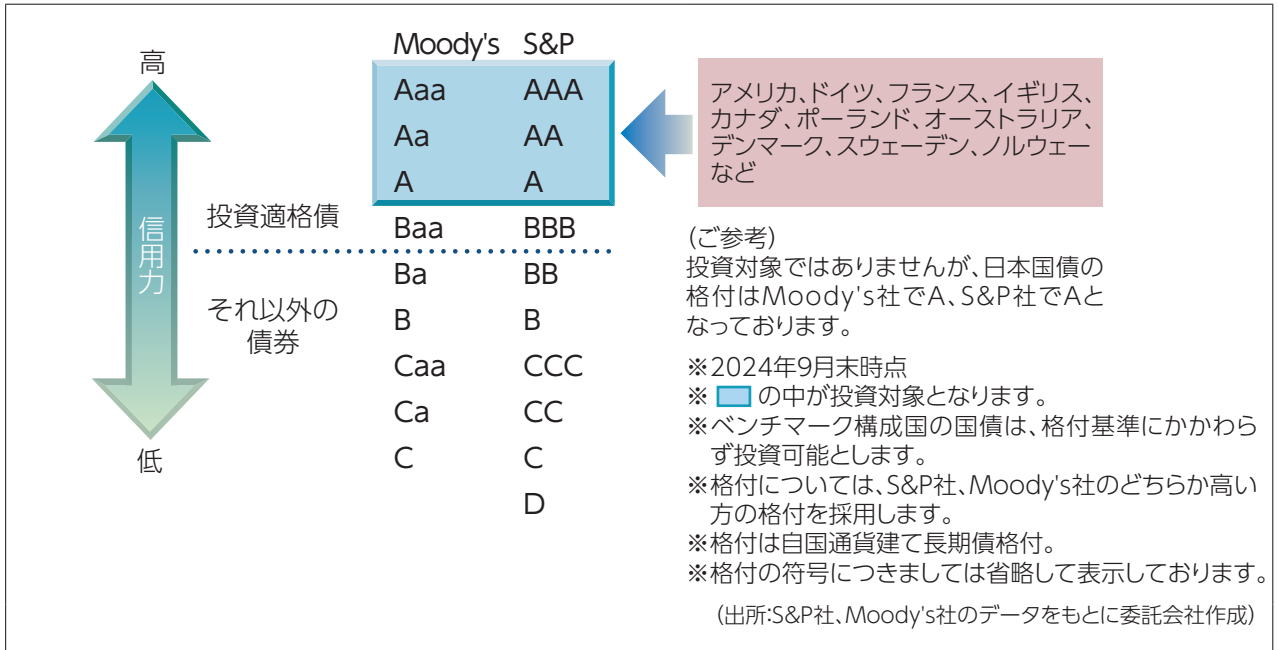 高
信用力
低
投資適格債
それ以外の
債券
Moody's S&P
Aaa AAA
Aa AA
A A
Baa BBB
Ba BB
B B
Caa CCC
Ca CC
C C
D
アメリカ、ドイツ、フランス、イギリス、
カナダ、ポーランド、オーストラリア、
デンマーク、スウェーデン、ノルウェー
など
(ご参考)
投資対象ではありませんが、日本国債の
格付はMoody's社でA、S&P社でAと
なっております。
※2024年9月末時点
※ の中が投資対象となります。
※ベンチマーク構成国の国債は、格付基準にかかわら
ず投資可能とします。
※格付については、S&P社、Moody's社のどちらか高い
方の格付を採用します。
※格付は自国通貨建て長期債格付。
※格付の符号につきましては省略して表示しております。
(出所:S&P社、Moody's社のデータをもとに委託会社作成)